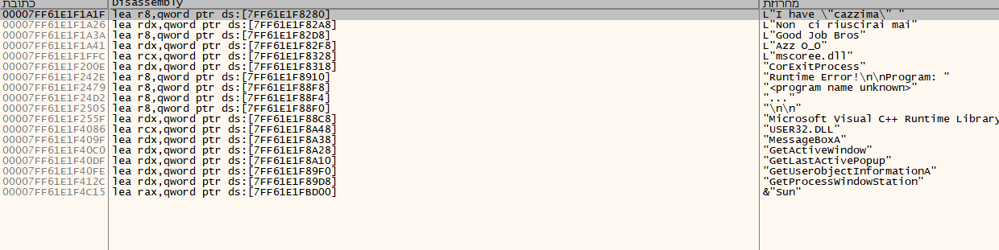 כתובת Disassembly מחרוזת
00007FF61E1F1A1F lea r8,qword ptr ds:[7FF61E1F8280] L"I have \"cazzima\" "
00007FF61E1F1A26 lea rdx,qword ptr ds:[7FF61E1F82A8] L"Non  ci riuscirai mai"
00007FF61E1F1A3A lea r8,qword ptr ds:[7FF61E1F82D8] L"Good Job Bros"
00007FF61E1F1A41 lea rdx,qword ptr ds:[7FF61E1F82F8] L"Azz O_O"
00007FF61E1F1FFC lea rcx,qword ptr ds:[7FF61E1F8328] L"mscoree.dll"
00007FF61E1F200E lea rdx,qword ptr ds:[7FF61E1F8318] "CorExitProcess"
00007FF61E1F242E lea r8,qword ptr ds:[7FF61E1F8910] "Runtime Error!\n\nProgram: "
00007FF61E1F2479 lea r8,qword ptr ds:[7FF61E1F88F8] "<program name unknown>"
00007FF61E1F24D2 lea r8,qword ptr ds:[7FF61E1F88F4] "..."
00007FF61E1F2505 lea r8,qword ptr ds:[7FF61E1F88F0] "\n\n"
00007FF61E1F255F lea rdx,qword ptr ds:[7FF61E1F88C8] "Microsoft Visual C++ Runtime Library
00007FF61E1F4086 lea rcx,qword ptr ds:[7FF61E1F8A48] "USER32.DLL"
00007FF61E1F409F lea rdx,qword ptr ds:[7FF61E1F8A38] "MessageBoxA"
00007FF61E1F40C0 lea rdx,qword ptr ds:[7FF61E1F8A28] "GetActiveWindow"
00007FF61E1F40DF lea rdx,qword ptr ds:[7FF61E1F8A10] "GetLastActivePopup"
00007FF61E1F40FE lea rdx,qword ptr ds:[7FF61E1F89F0] "GetUserObjectInformationA"
00007FF61E1F412C lea rdx,qword ptr ds:[7FF61E1F89D8] "GetProcessWindowStation"
00007FF61E1F4C15 lea rax,qword ptr ds:[7FF61E1FBD00] &"Sun"